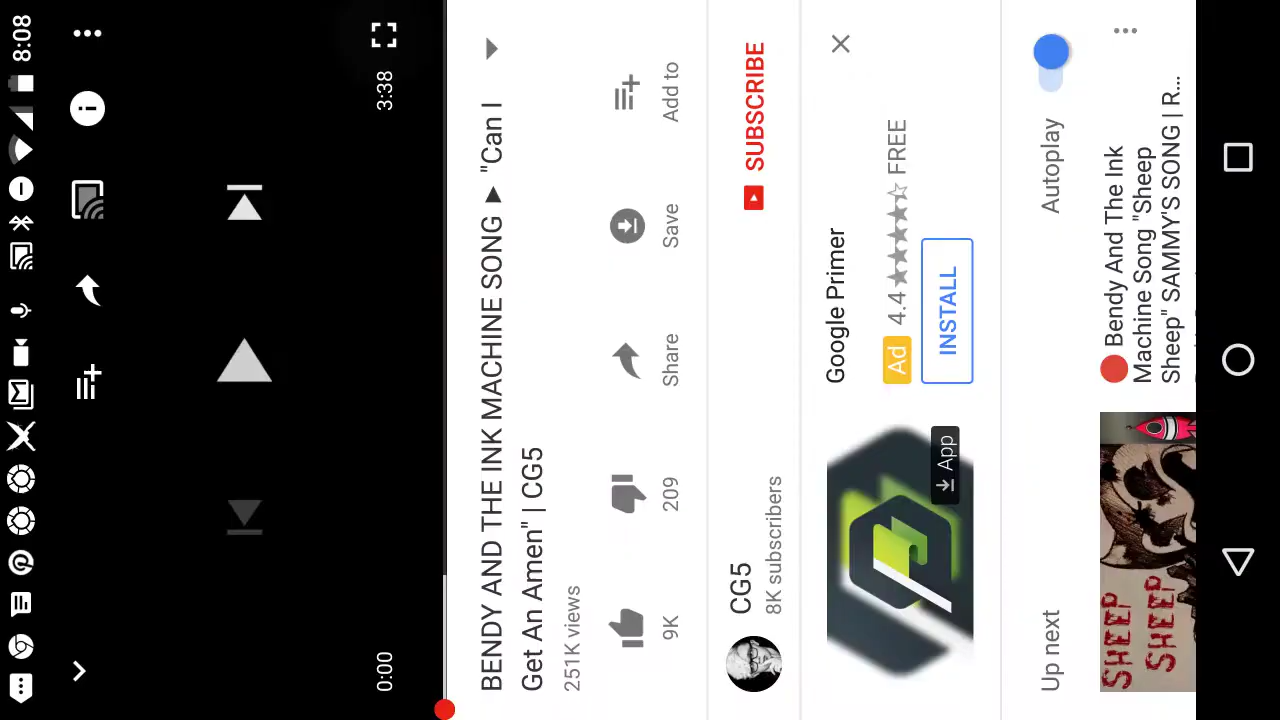 8:08
3:38
0:00
BENDY AND THE INK MACHINE SONG ► "Can I
Get An Amen" | CG5
251K views
9K
209
Share
Save
Add to
CG5
8K subscribers
SUBSCRIBE
Google Primer
Ad 4.4 ★★★★☆ FREE
INSTALL
App
Up next
Autoplay
🔴 Bendy And The Ink
Machine Song "Sheep
Sheep" SAMMY'S SONG | R...
SHEEP
SHEEP